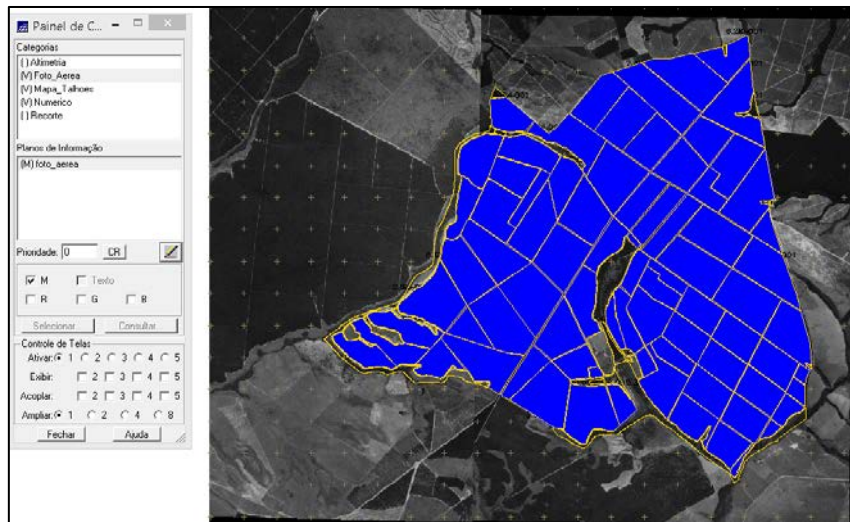 Painel de C...
Categorias
( ) Altimetria
(V) Foto_Aerea
(V) Mapa_Talhoes
(V) Numerico
( ) Recorte
Planos de Informação
(M) foto_aerea
Prioridade: 0 CR
M Texto
R G B
Selecionar Consultar
Controle de Telas
Ativar: 1 2 3 4 5
Exibir: 2 3 4 5
Acoplar: 2 3 4 5
Ampliar: 1 2 4 8
Fechar Ajuda